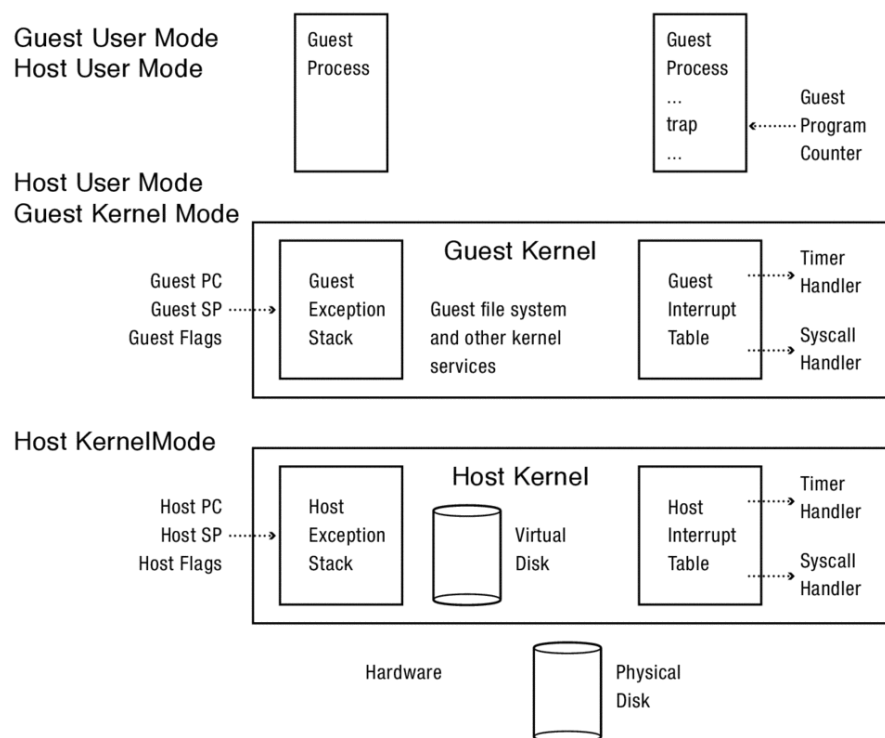 Guest User Mode
Host User Mode
Guest
Process
Guest
Process
...
trap
...
Guest
Program
Counter
Host User Mode
Guest Kernel Mode
Guest Kernel
Guest PC
Guest SP
Guest Flags
Guest
Exception
Stack
Guest file system
and other kernel
services
Guest
Interrupt
Table
Timer
Handler
Syscall
Handler
Host KernelMode
Host Kernel
Host PC
Host SP
Host Flags
Host
Exception
Stack
Virtual
Disk
Host
Interrupt
Table
Timer
Handler
Syscall
Handler
Hardware
Physical
Disk